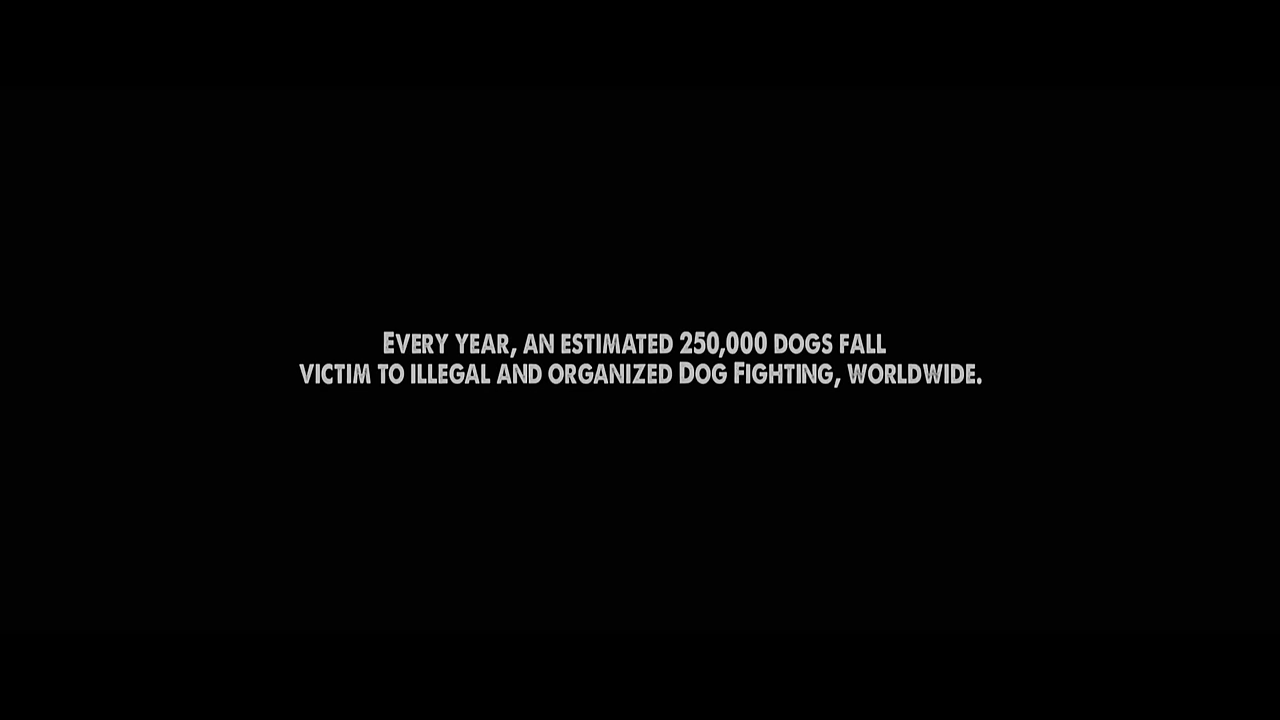 Every year, an estimated 250,000 dogs fall
victim to illegal and organized Dog Fighting, worldwide.